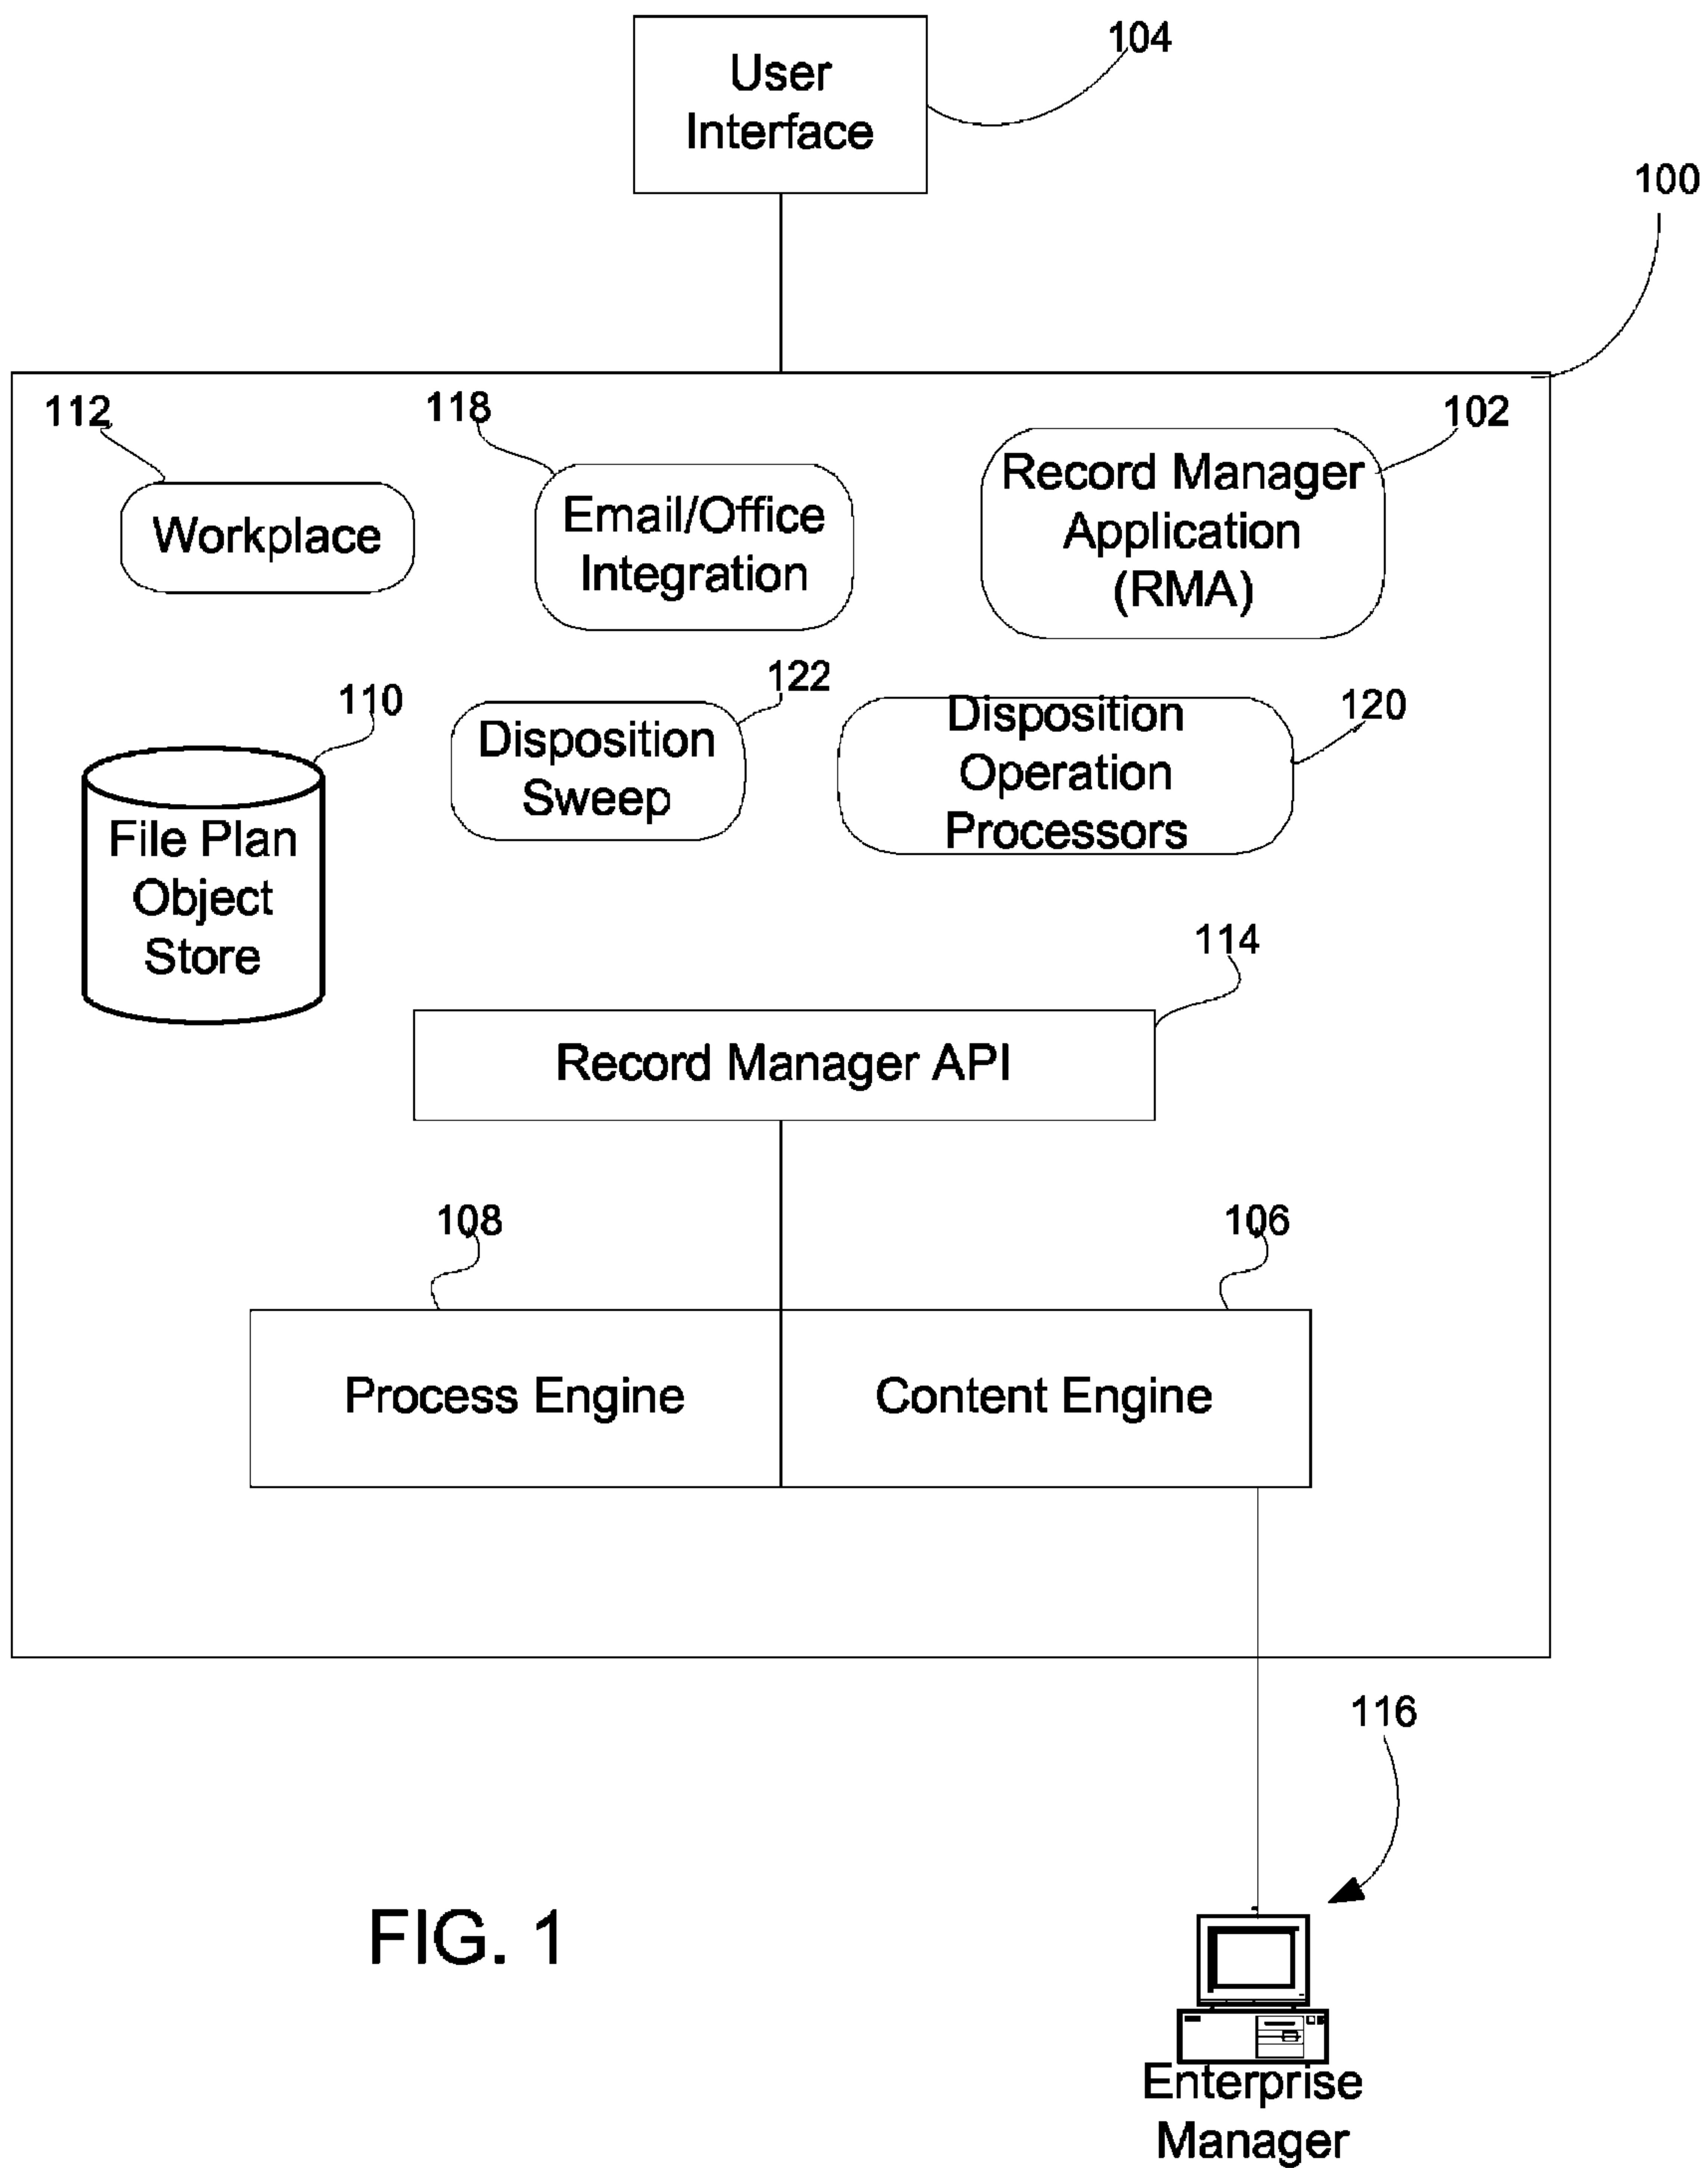 User
Interface
104
100
112
118
102
Workplace
Email/Office
Integration
Record Manager
Application
(RMA)
110
122
120
File Plan
Object
Store
Disposition
Sweep
Disposition
Operation
Processors
114
Record Manager API
108
106
Process Engine
Content Engine
116
FIG. 1
Enterprise
Manager